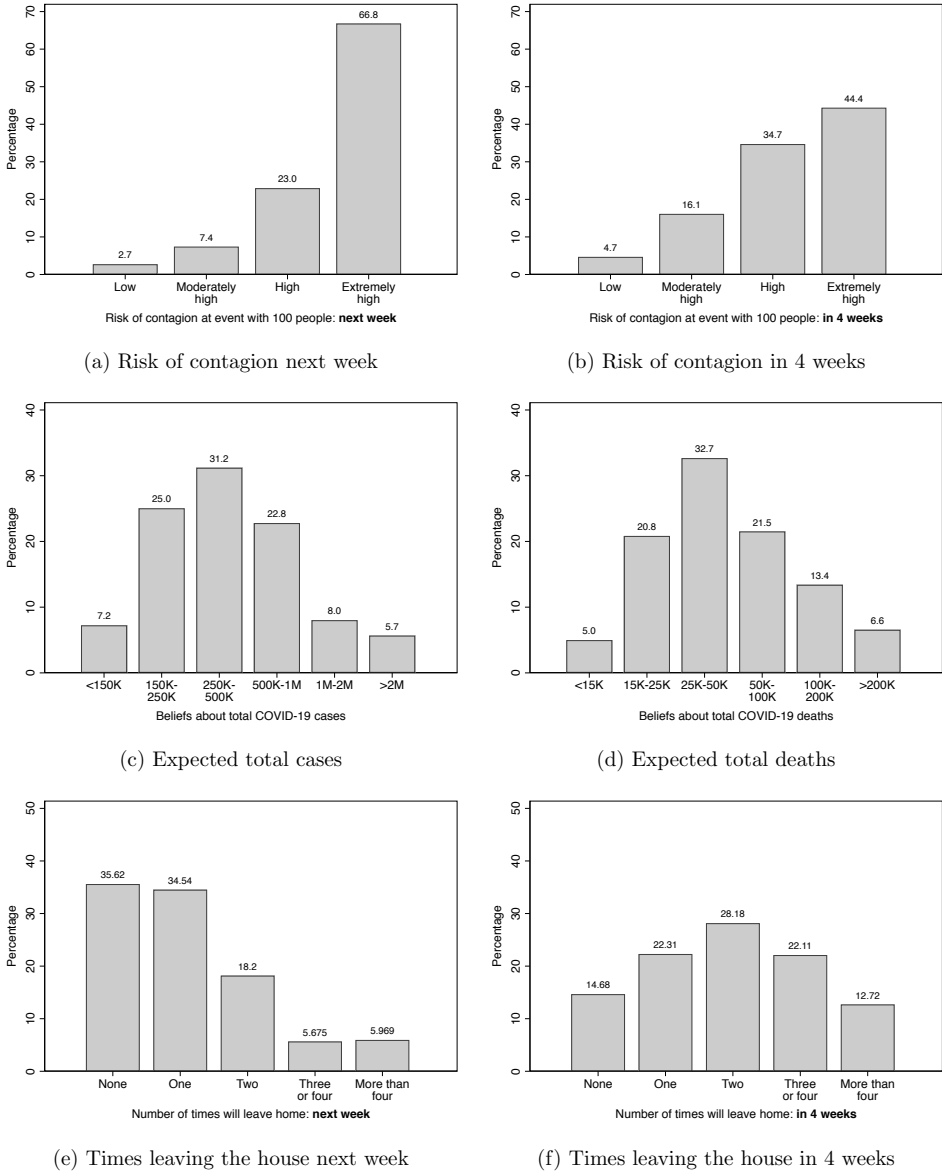 Percentage
0 10 20 30 40 50 60 70
2.7
7.4
23.0
66.8
Low Moderately high High Extremely high
Risk of contagion at event with 100 people: next week
(a) Risk of contagion next week
Percentage
0 10 20 30 40 50 60 70
4.7
16.1
34.7
44.4
Low Moderately high High Extremely high
Risk of contagion at event with 100 people: in 4 weeks
(b) Risk of contagion in 4 weeks
Percentage
0 10 20 30 40
7.2
25.0
31.2
22.8
8.0
5.7
<150K 150K-250K 250K-500K 500K-1M 1M-2M >2M
Beliefs about total COVID-19 cases
(c) Expected total cases
Percentage
0 10 20 30 40
5.0
20.8
32.7
21.5
13.4
6.6
<15K 15K-25K 25K-50K 50K-100K 100K-200K >200K
Beliefs about total COVID-19 deaths
(d) Expected total deaths
Percentage
0 10 20 30 40 50
35.62
34.54
18.2
5.675
5.969
None One Two Three or four More than four
Number of times will leave home: next week
(e) Times leaving the house next week
Percentage
0 10 20 30 40 50
14.68
22.31
28.18
22.11
12.72
None One Two Three or four More than four
Number of times will leave home: in 4 weeks
(f) Times leaving the house in 4 weeks